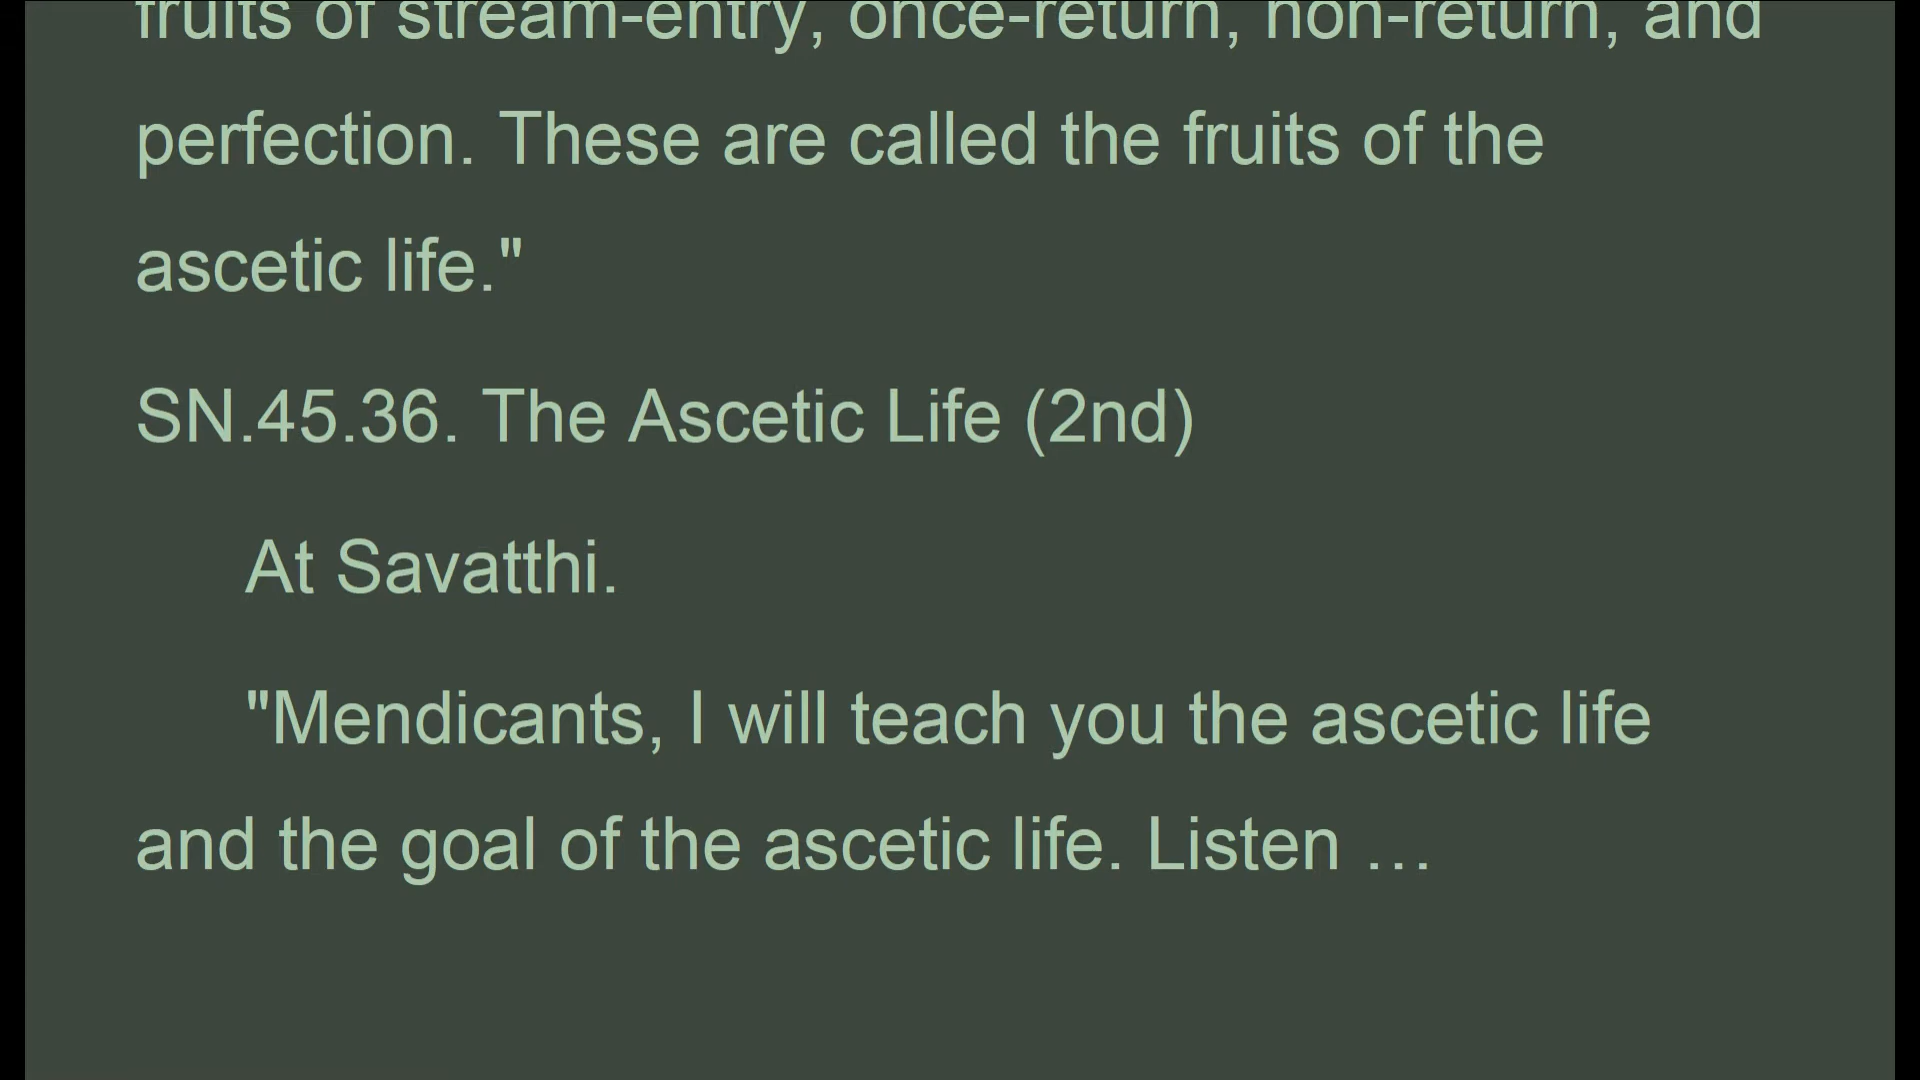 fruits of stream-entry, once-return, non-return, and
perfection. These are called the fruits of the
ascetic life."
SN.45.36. The Ascetic Life (2nd)
At Savatthi.
"Mendicants, I will teach you the ascetic life
and the goal of the ascetic life. Listen …